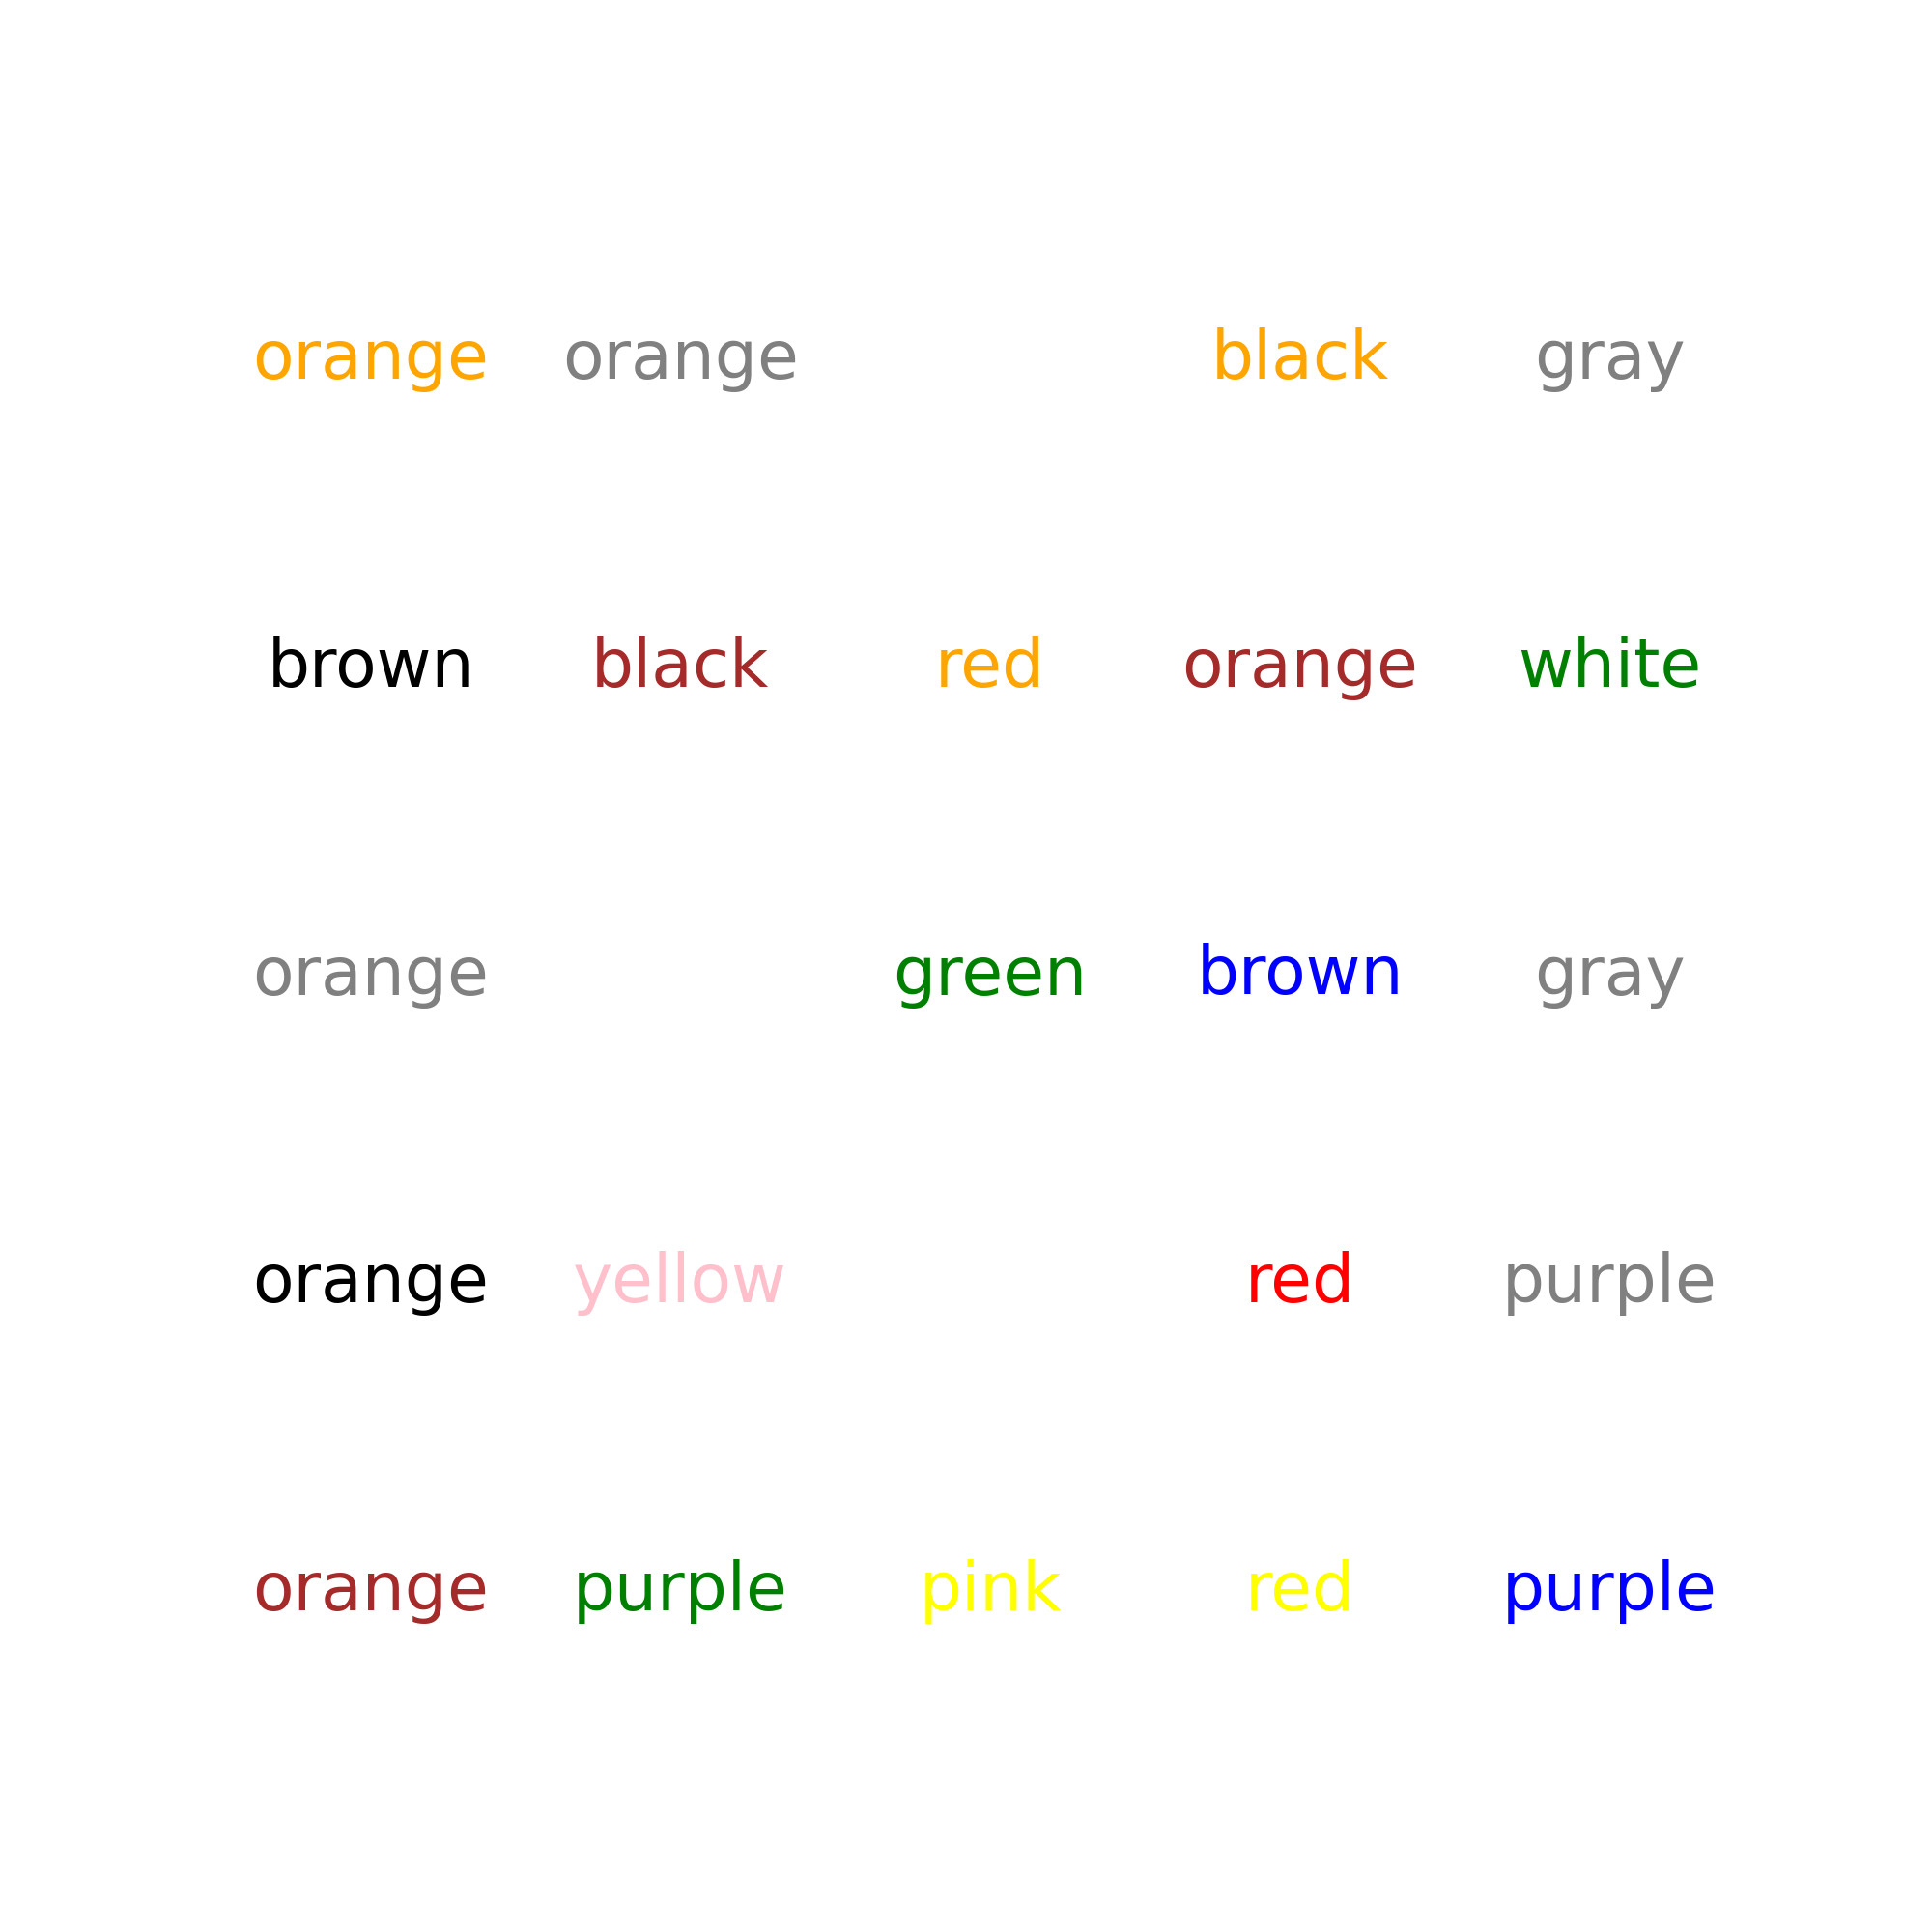 orange orange black gray
brown black red orange white
orange green brown gray
orange yellow red purple
orange purple pink red purple